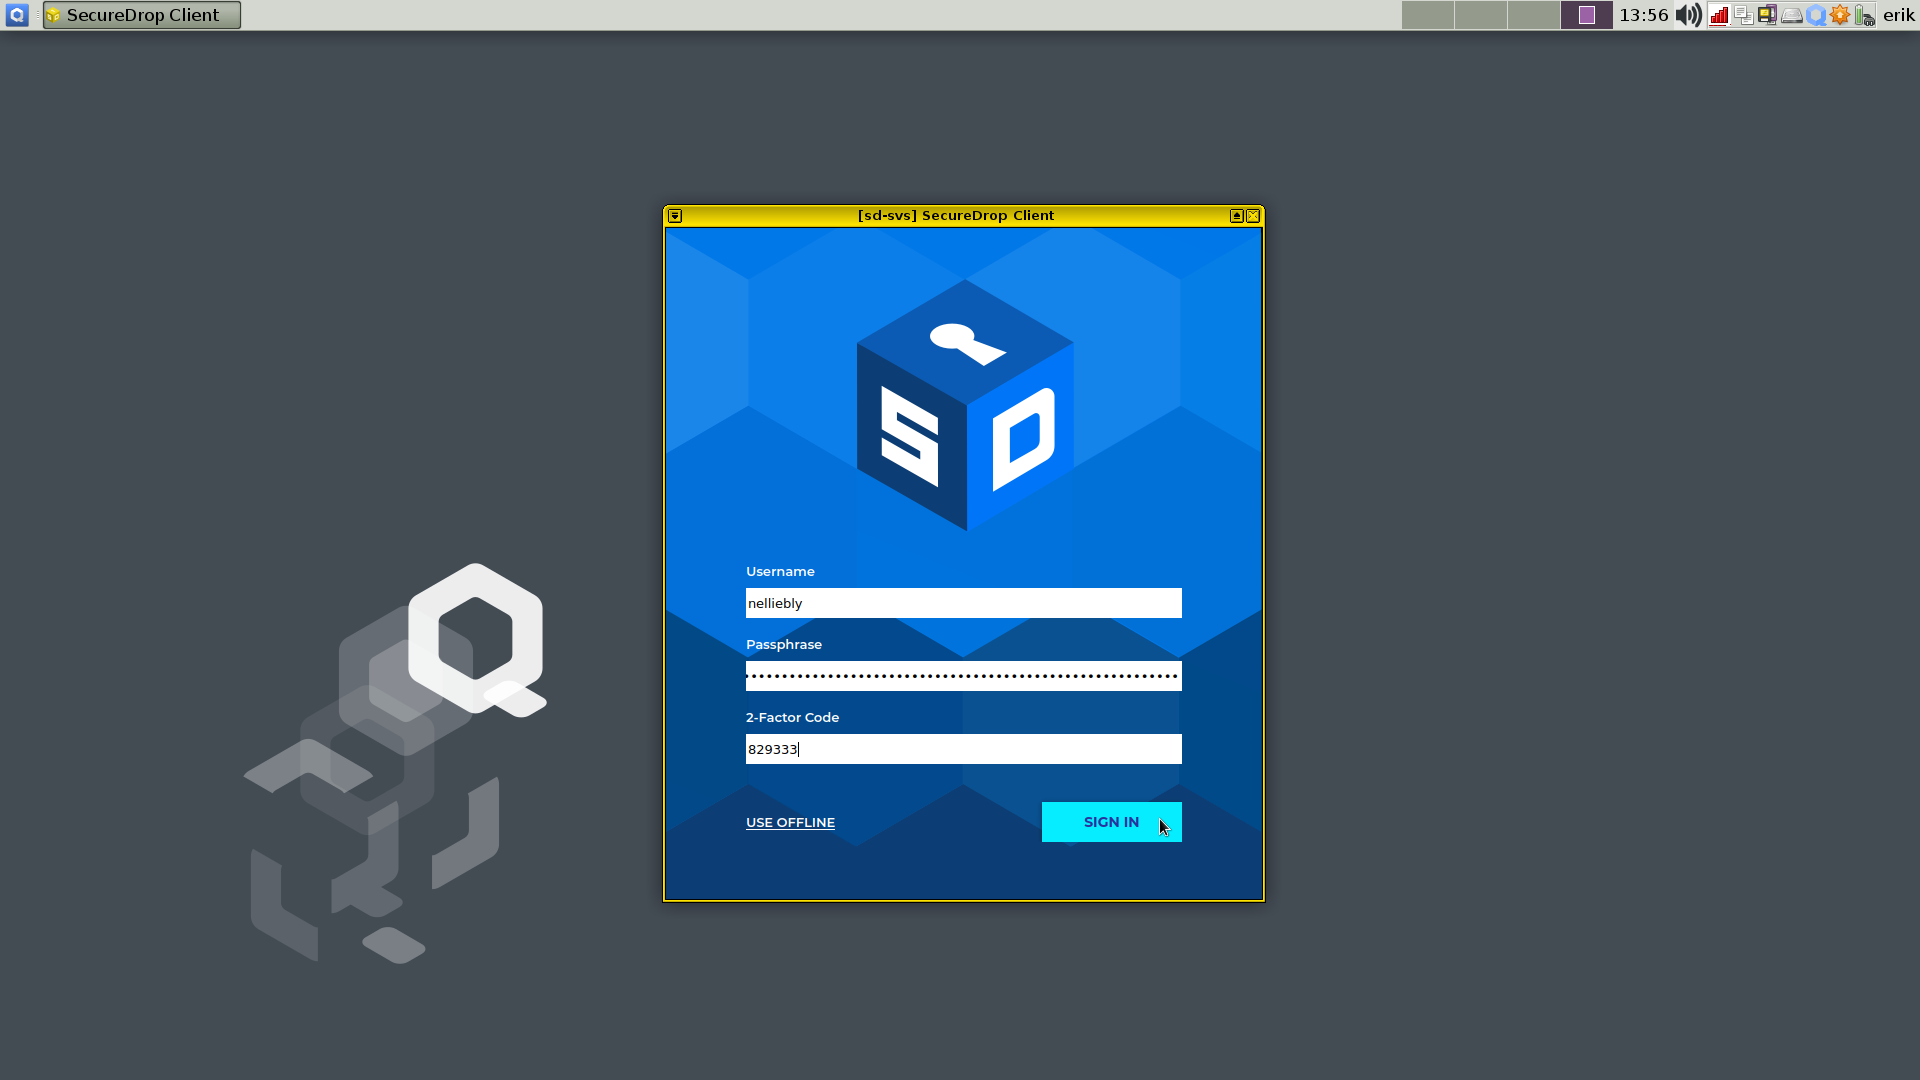 SecureDrop Client
13:56
erik
[sd-svs] SecureDrop Client
S D
Username
nelliebly
Passphrase
2-Factor Code
829333
USE OFFLINE
SIGN IN